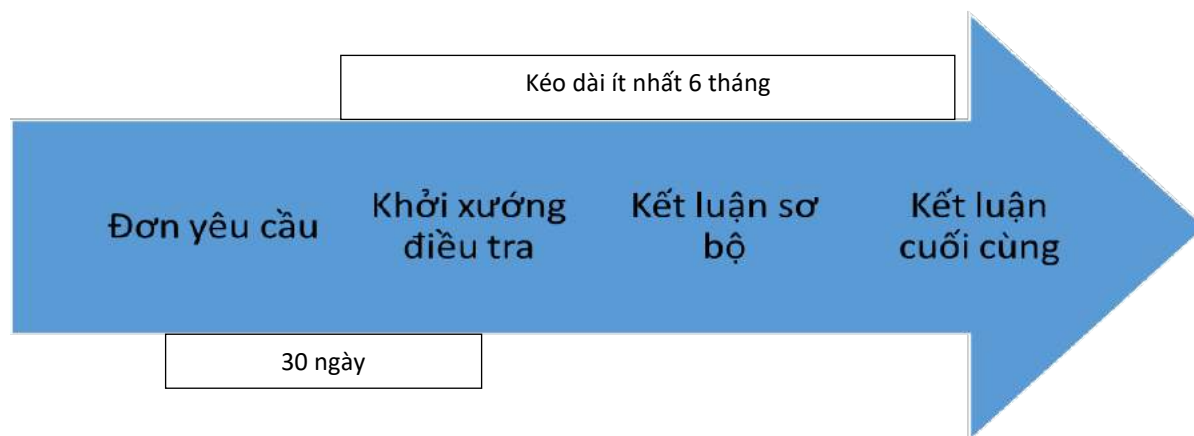 Kéo dài ít nhất 6 tháng
Đơn yêu cầu
Khởi xướng
điều tra
Kết luận sơ
bộ
Kết luận
cuối cùng
30 ngày